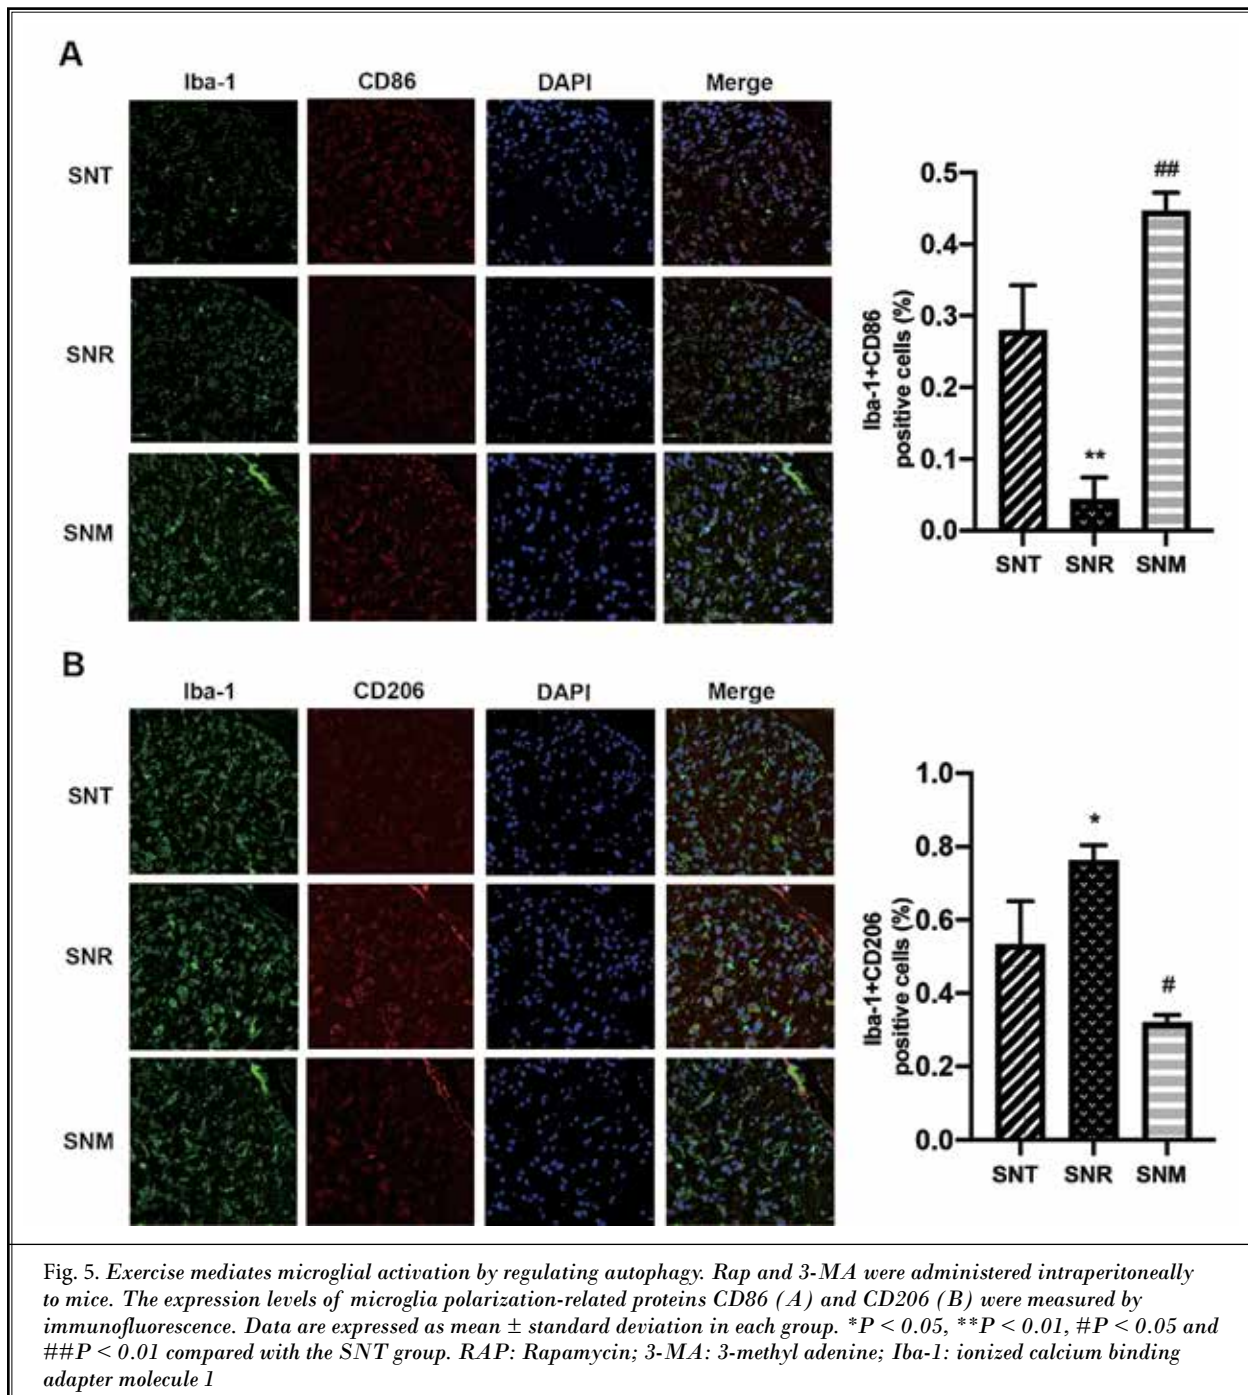 A
Iba-1 CD86 DAPI Merge
SNT
SNR
SNM
Iba-1+CD86
positive cells (%)
0.5
0.4
0.3
0.2
0.1
0.0
##
**
SNT SNR SNM
B
Iba-1 CD206 DAPI Merge
SNT
SNR
SNM
Iba-1+CD206
positive cells (%)
1.0
0.8
0.6
0.4
0.2
0.0
*
#
SNT SNR SNM
Fig. 5. Exercise mediates microglial activation by regulating autophagy. Rap and 3-MA were administered intraperitoneally
to mice. The expression levels of microglia polarization-related proteins CD86 (A) and CD206 (B) were measured by
immunofluorescence. Data are expressed as mean ± standard deviation in each group. *P < 0.05, **P < 0.01, #P < 0.05 and
##P < 0.01 compared with the SNT group. RAP: Rapamycin; 3-MA: 3-methyl adenine; Iba-1: ionized calcium binding
adapter molecule 1